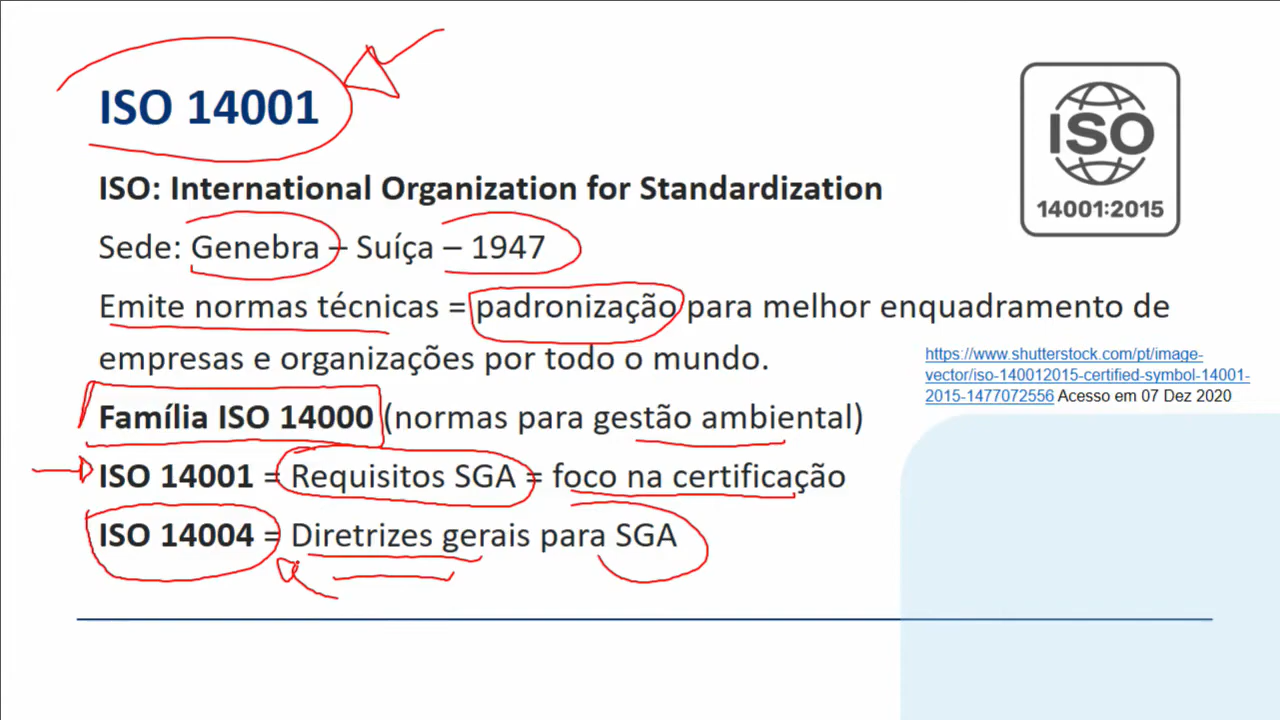 ISO 14001
ISO
14001:2015
ISO: International Organization for Standardization
Sede: Genebra – Suíça – 1947
Emite normas técnicas = padronização para melhor enquadramento de
empresas e organizações por todo o mundo.
https://www.shutterstock.com/pt/image-
vector/iso-140012015-certified-symbol-14001-
2015-1477072556 Acesso em 07 Dez 2020
Família ISO 14000 (normas para gestão ambiental)
ISO 14001 = Requisitos SGA = foco na certificação
ISO 14004 = Diretrizes gerais para SGA